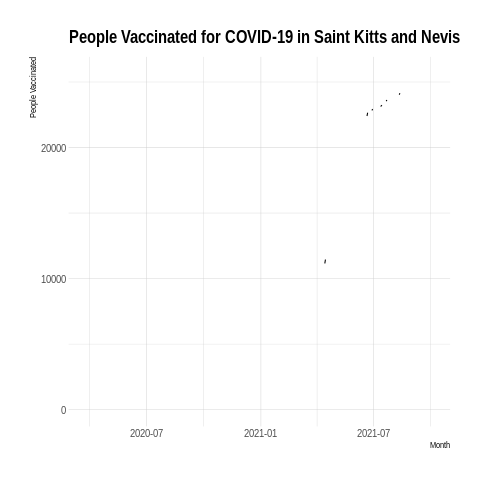 People Vaccinated for COVID-19 in Saint Kitts and Nevis
People Vaccinated
20000
10000
0
2020-07
2021-01
2021-07
Month